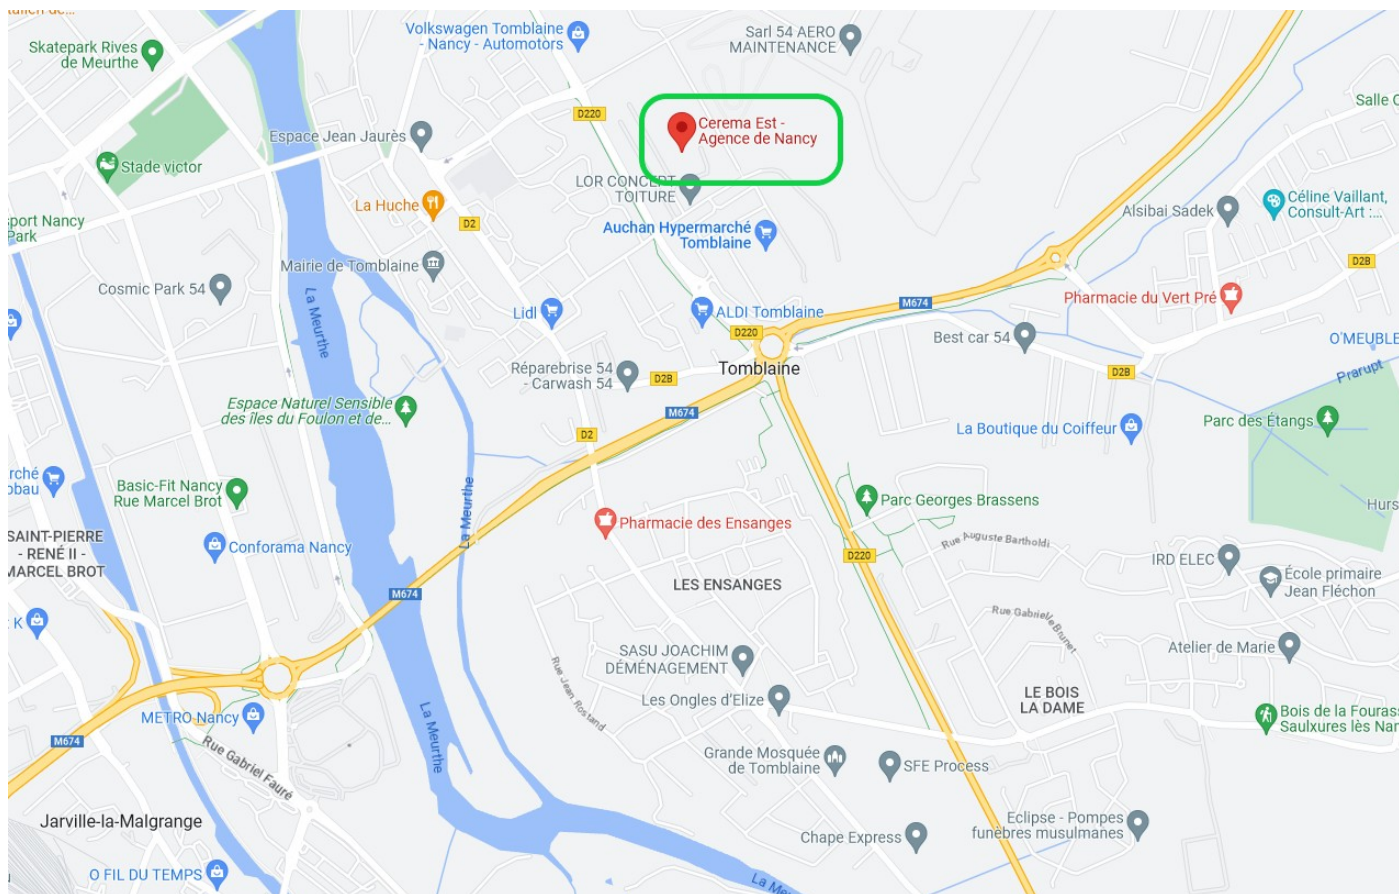 Volkswagen Tomblaine
- Nancy - Automotors
Sarl 54 AERO
MAINTENANCE
Skatepark Rives
de Meurthe
Salle
D220
Cerema Est -
Agence de Nancy
Espace Jean Jaurès
Stade victor
LOR CONCEPT
TOITURE
La Huche
D2
Céline Vaillant,
Consult-Art :...
Alsibai Sadek
sport Nancy
Park
Auchan Hypermarché
Tomblaine
Mairie de Tomblaine
D2B
Cosmic Park 54
La Meurthe
Lidl
ALDI Tomblaine
M674
Pharmacie du Vert Pré
D220
Best car 54
O'MEUBLE
Tomblaine
Réparebrise 54
- Carwash 54
D2B
D2B
Prarupt
Espace Naturel Sensible
des îles du Foulon et de...
M674
D2
La Boutique du Coiffeur
Parc des Étangs
Basic-Fit Nancy
Rue Marcel Brot
La Meurthe
Parc Georges Brassens
Hurs
Pharmacie des Ensanges
SAINT-PIERRE
- RENÉ II -
MARCEL BROT
Conforama Nancy
Rue Auguste Bartholdi
D220
IRD ELEC
LES ENSANGES
École primaire
Jean Fléchon
M674
K
Rue Gabrielle Brunet
SASU JOACHIM
DÉMÉNAGEMENT
Atelier de Marie
Rue Jean Rostand
Les Ongles d'Elize
LE BOIS
LA DAME
METRO Nancy
La Meurthe
Bois de la Fourass
Saulxures lès Nan
M674
Rue Gabriel Fauré
Grande Mosquée
de Tomblaine
SFE Process
Jarville-la-Malgrange
Chape Express
Eclipse - Pompes
funèbres musulmanes
O FIL DU TEMPS
La Me